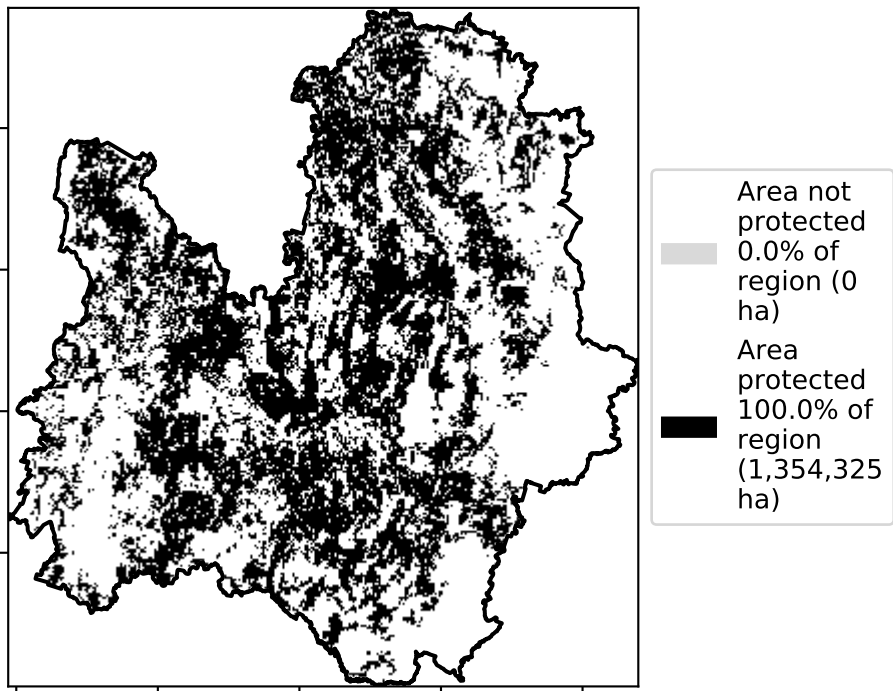 Area not
protected
0.0% of
region (0
ha)
Area
protected
100.0% of
region
(1,354,325
ha)